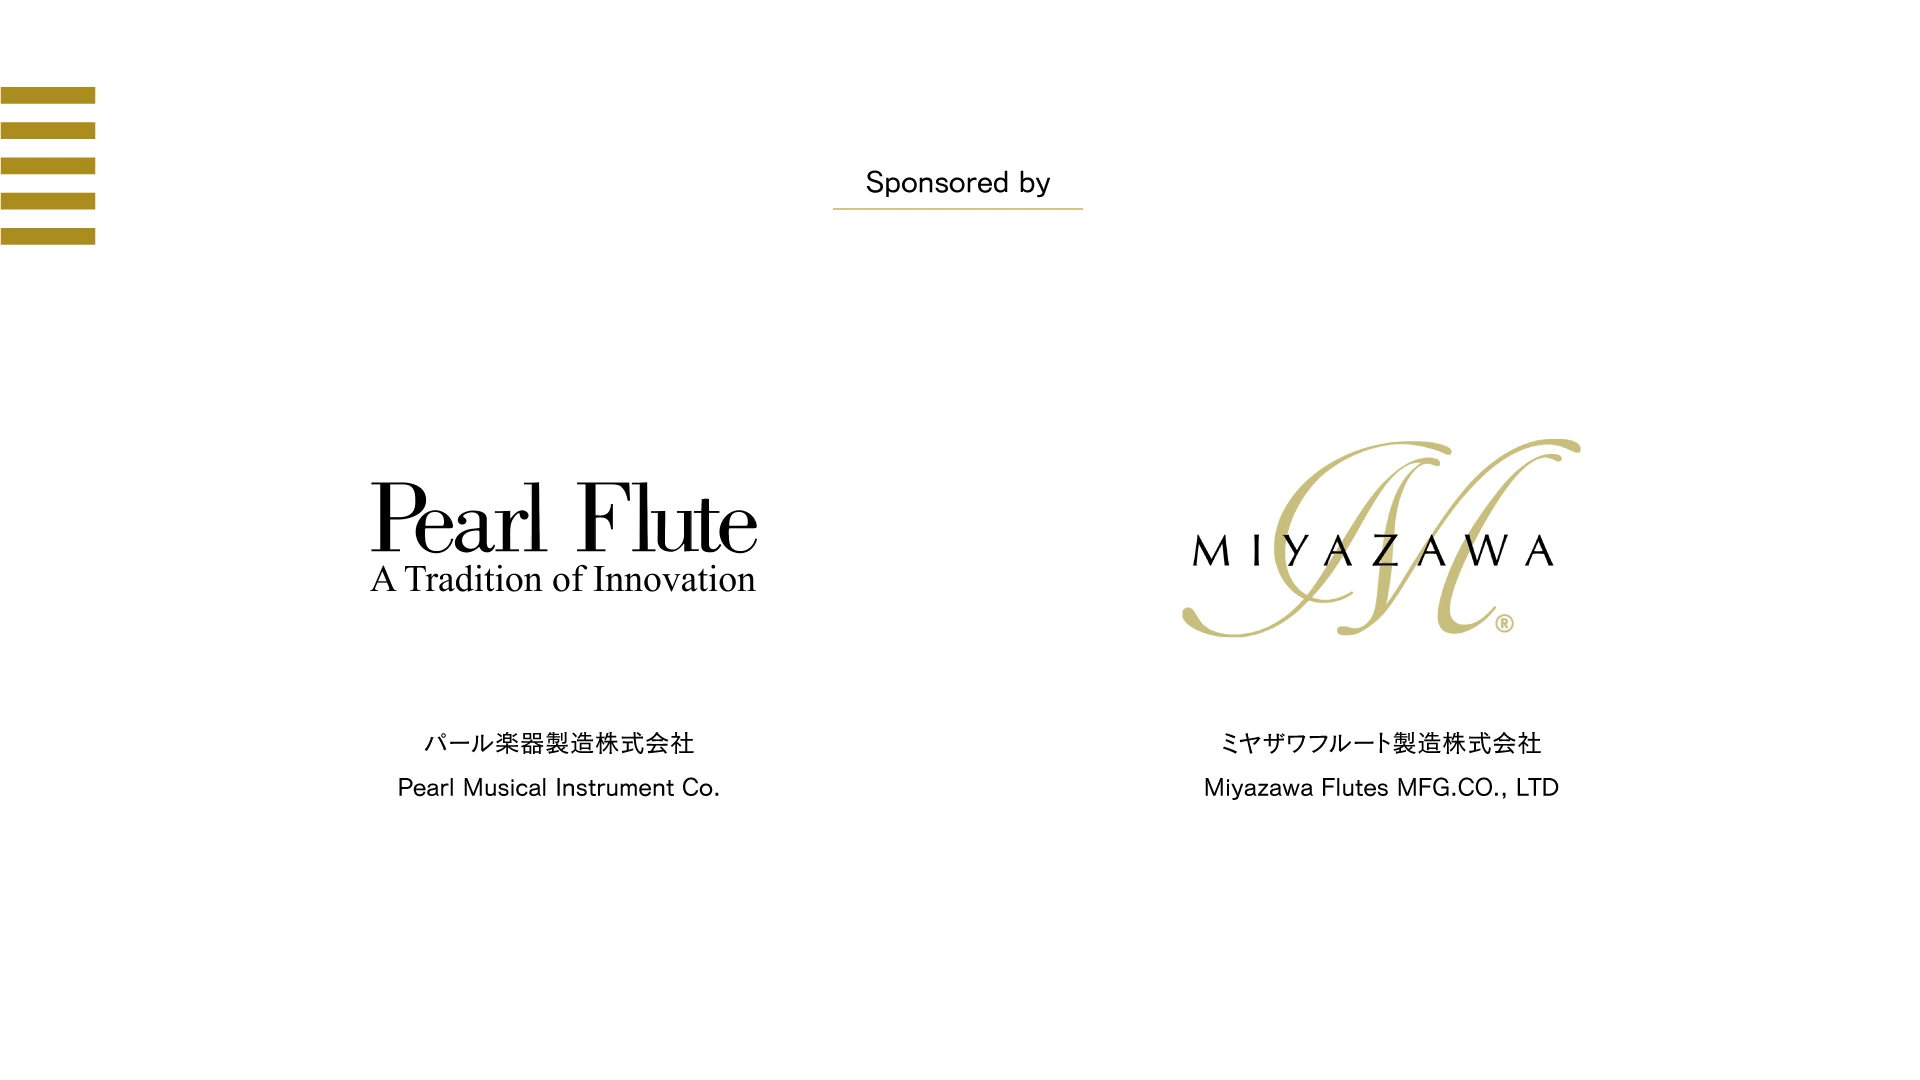 Sponsored by
Pearl Flute
A Tradition of Innovation
パール楽器製造株式会社
Pearl Musical Instrument Co.
MIYAZAWA
®
ミヤザワフルート製造株式会社
Miyazawa Flutes MFG.CO., LTD